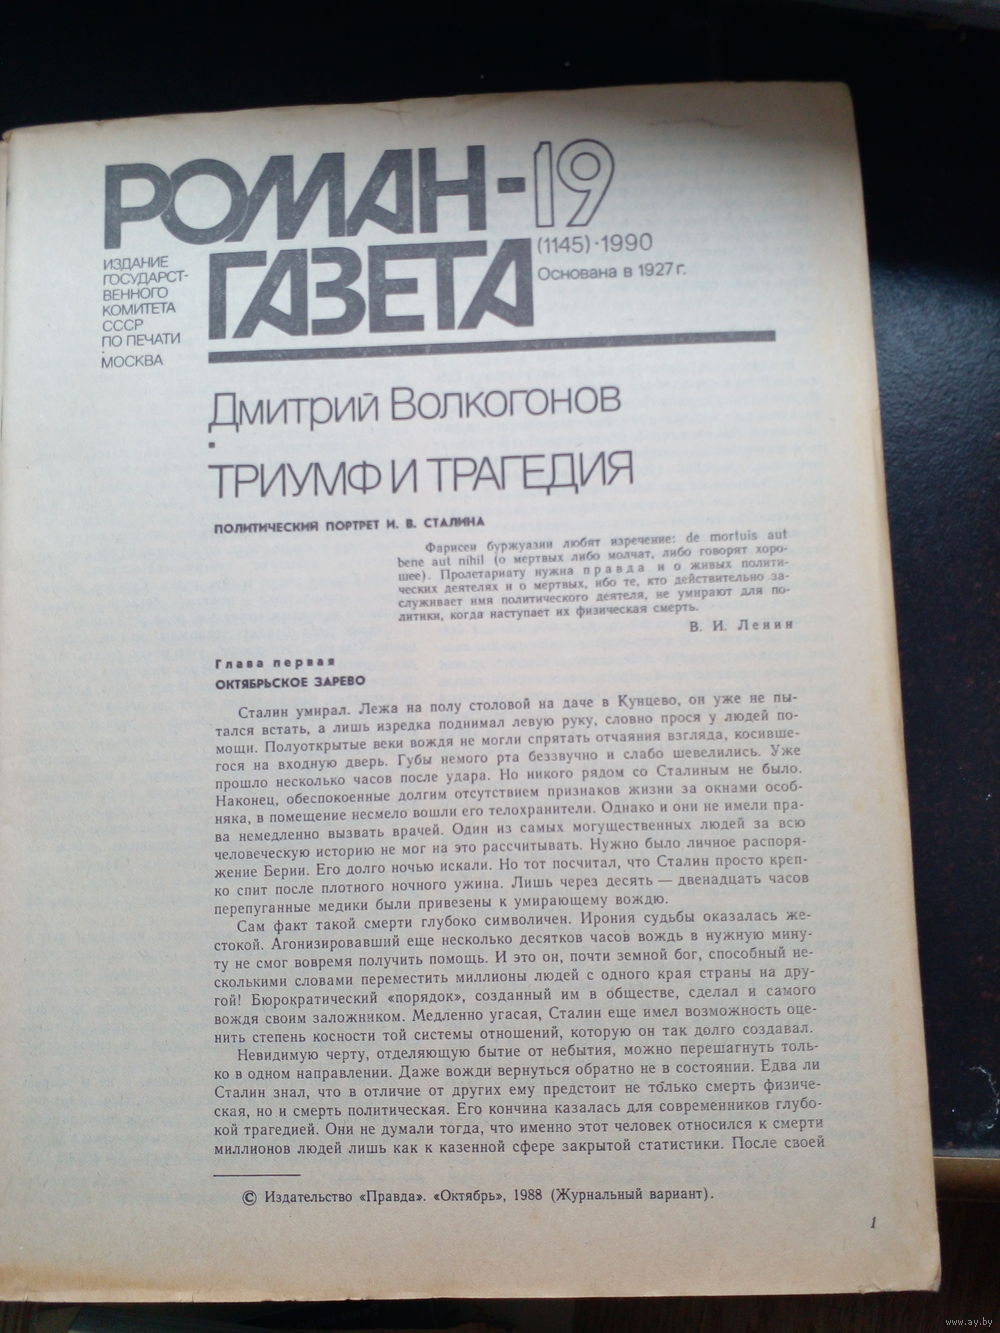 РОМАН-19
ГАЗЕТА
(1145)·1990
Основана в 1927 г.
ИЗДАНИЕ
ГОСУДАРСТ-
ВЕННОГО
КОМИТЕТА
СССР
ПО ПЕЧАТИ
МОСКВА
Дмитрий Волкогонов
ТРИУМФ И ТРАГЕДИЯ
ПОЛИТИЧЕСКИЙ ПОРТРЕТ И. В. СТАЛИНА
Фарисеи буржуазии любят изречение: de mortuis aut
bene aut nihil (о мертвых либо молчат, либо говорят хоро-
шее). Пролетариату нужна правда и о живых полити-
ческих деятелях и о мертвых, ибо те, кто действительно за-
служивает имя политического деятеля, не умирают для по-
литики, когда наступает их физическая смерть.
В. И. Ленин
Глава первая
ОКТЯБРЬСКОЕ ЗАРЕВО
Сталин умирал. Лежа на полу столовой на даче в Кунцево, он уже не пы-
тался встать, а лишь изредка поднимал левую руку, словно прося у людей по-
мощи. Полуоткрытые веки вождя не могли спрятать отчаяния взгляда, косивше-
гося на входную дверь. Губы немого рта беззвучно и слабо шевелились. Уже
прошло несколько часов после удара. Но никого рядом со Сталиным не было.
Наконец, обеспокоенные долгим отсутствием признаков жизни за окнами особ-
няка, в помещение несмело вошли его телохранители. Однако и они не имели пра-
ва немедленно вызвать врачей. Один из самых могущественных людей за всю
человеческую историю не мог на это рассчитывать. Нужно было личное распоря-
жение Берии. Его долго ночью искали. Но тот посчитал, что Сталин просто креп-
ко спит после плотного ночного ужина. Лишь через десять — двенадцать часов
перепуганные медики были привезены к умирающему вождю.
Сам факт такой смерти глубоко символичен. Ирония судьбы оказалась же-
стокой. Агонизировавший еще несколько десятков часов вождь в нужную мину-
ту не смог вовремя получить помощь. И это он, почти земной бог, способный не-
сколькими словами переместить миллионы людей с одного края страны на дру-
гой! Бюрократический «порядок», созданный им в обществе, сделал и самого
вождя своим заложником. Медленно угасая, Сталин еще имел возможность оце-
нить степень косности той системы отношений, которую он так долго создавал.
Невидимую черту, отделяющую бытие от небытия, можно перешагнуть толь-
ко в одном направлении. Даже вожди вернуться обратно не в состоянии. Едва ли
Сталин знал, что в отличие от других ему предстоит не только смерть физиче-
ская, но и смерть политическая. Его кончина казалась для современников глубо-
кой трагедией. Они не думали тогда, что именно этот человек относился к смерти
миллионов людей лишь как к казенной сфере закрытой статистики. После своей
© Издательство «Правда». «Октябрь», 1988 (Журнальный вариант).
1
www.ay.by